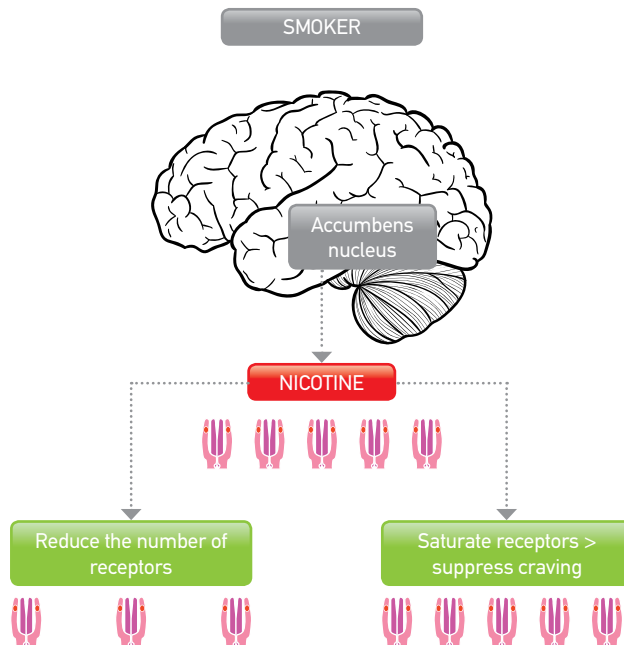 SMOKER
Accumbens
nucleus
NICOTINE
Reduce the number of
receptors
Saturate receptors >
suppress craving